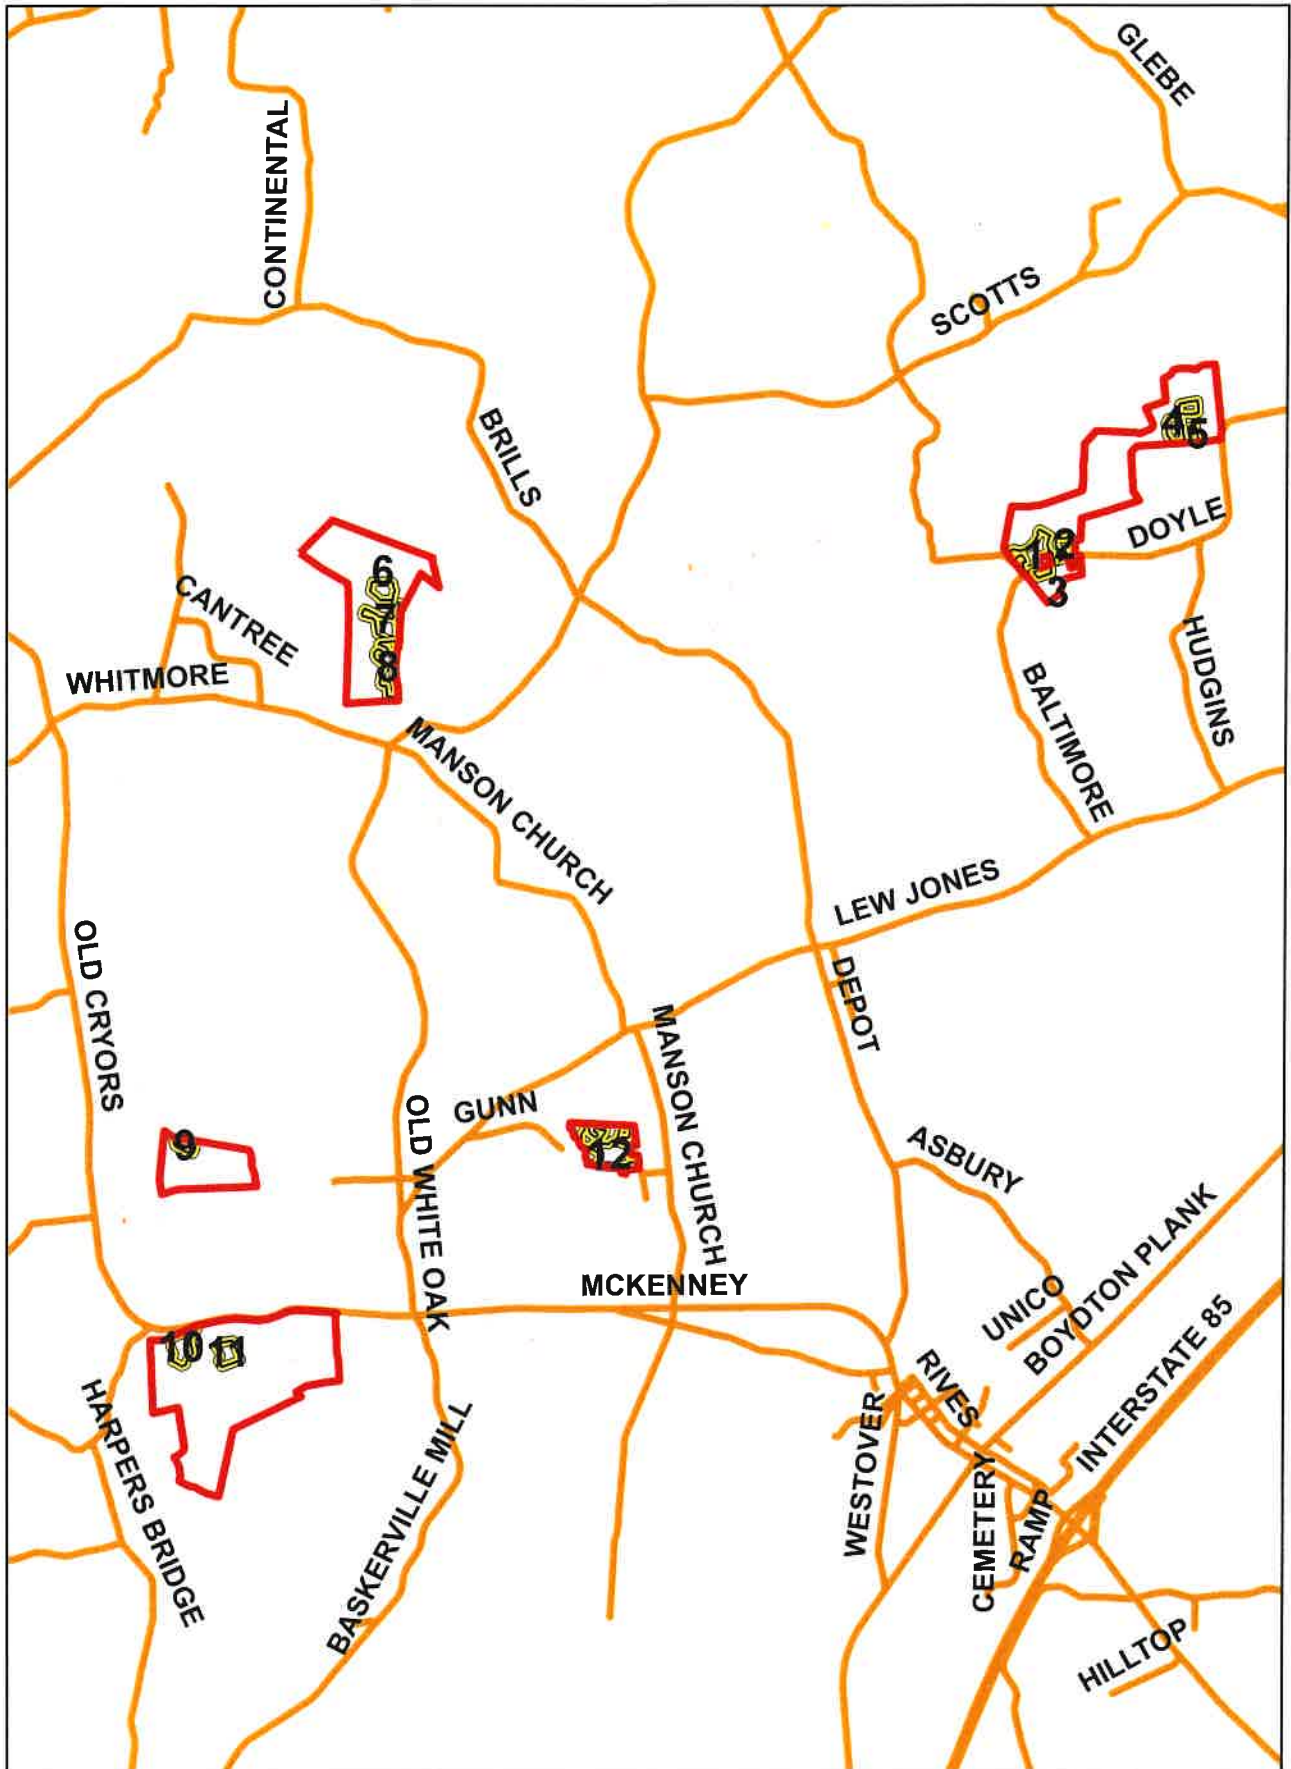 GLEBE
CONTINENTAL
SCOTTS
BRILLS
4
5
DOYLE
1
2
3
6
7
8
CANTREE
WHITMORE
HUDGINS
BALTIMORE
MANSON CHURCH
LEW JONES
OLD CRYORS
DEPOT
MANSON CHURCH
GUNN
OLD WHITE OAK
9
12
ASBURY
BOYDTON PLANK
UNICO
MCKENNEY
INTERSTATE 85
10
11
RIVES
HARPERS BRIDGE
WESTOVER
BASKERVILLE MILL
CEMETERY
RAMP
HILLTOP